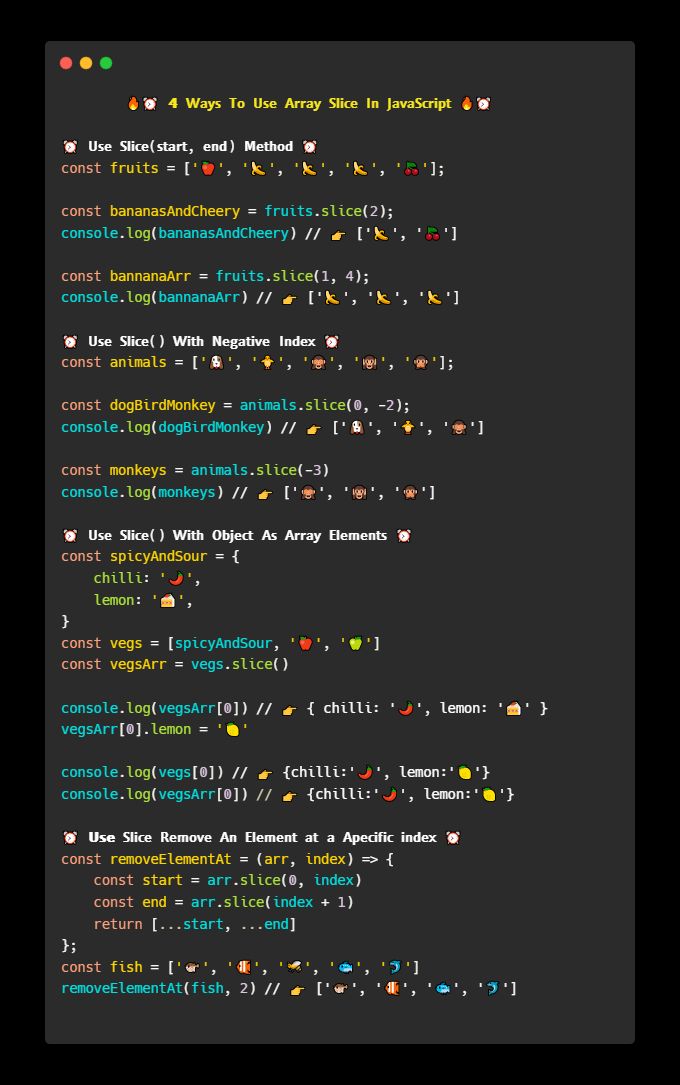 🔥⏰ 4 Ways To Use Array Slice In JavaScript 🔥⏰
⏰ Use Slice(start, end) Method ⏰
const fruits = ['🍎', '🍌', '🍌', '🍌', '🍒'];
const bananasAndCheery = fruits.slice(2);
console.log(bananasAndCheery) // 👉 ['🍌', '🍒']
const bannanaArr = fruits.slice(1, 4);
console.log(bannanaArr) // 👉 ['🍌', '🍌', '🍌']
⏰ Use Slice() With Negative Index ⏰
const animals = ['🐶', '🐥', '🙈', '🙉', '🙊'];
const dogBirdMonkey = animals.slice(0, -2);
console.log(dogBirdMonkey) // 👉 ['🐶', '🐥', '🙈']
const monkeys = animals.slice(-3)
console.log(monkeys) // 👉 ['🙈', '🙉', '🙊']
⏰ Use Slice() With Object As Array Elements ⏰
const spicyAndSour = {
chilli: '🌶️',
lemon: '🍰',
}
const vegs = [spicyAndSour, '🍎', '🍏']
const vegsArr = vegs.slice()
console.log(vegsArr[0]) // 👉 { chilli: '🌶️', lemon: '🍰' }
vegsArr[0].lemon = '🍋'
console.log(vegs[0]) // 👉 {chilli:'🌶️', lemon:'🍋'}
console.log(vegsArr[0]) // 👉 {chilli:'🌶️', lemon:'🍋'}
⏰ Use Slice Remove An Element at a Apecific index ⏰
const removeElementAt = (arr, index) => {
const start = arr.slice(0, index)
const end = arr.slice(index + 1)
return [...start, ...end]
};
const fish = ['🐡', '🐠', '🐝', '🐟', '🐬']
removeElementAt(fish, 2) // 👉 ['🐡', '🐠', '🐟', '🐬']